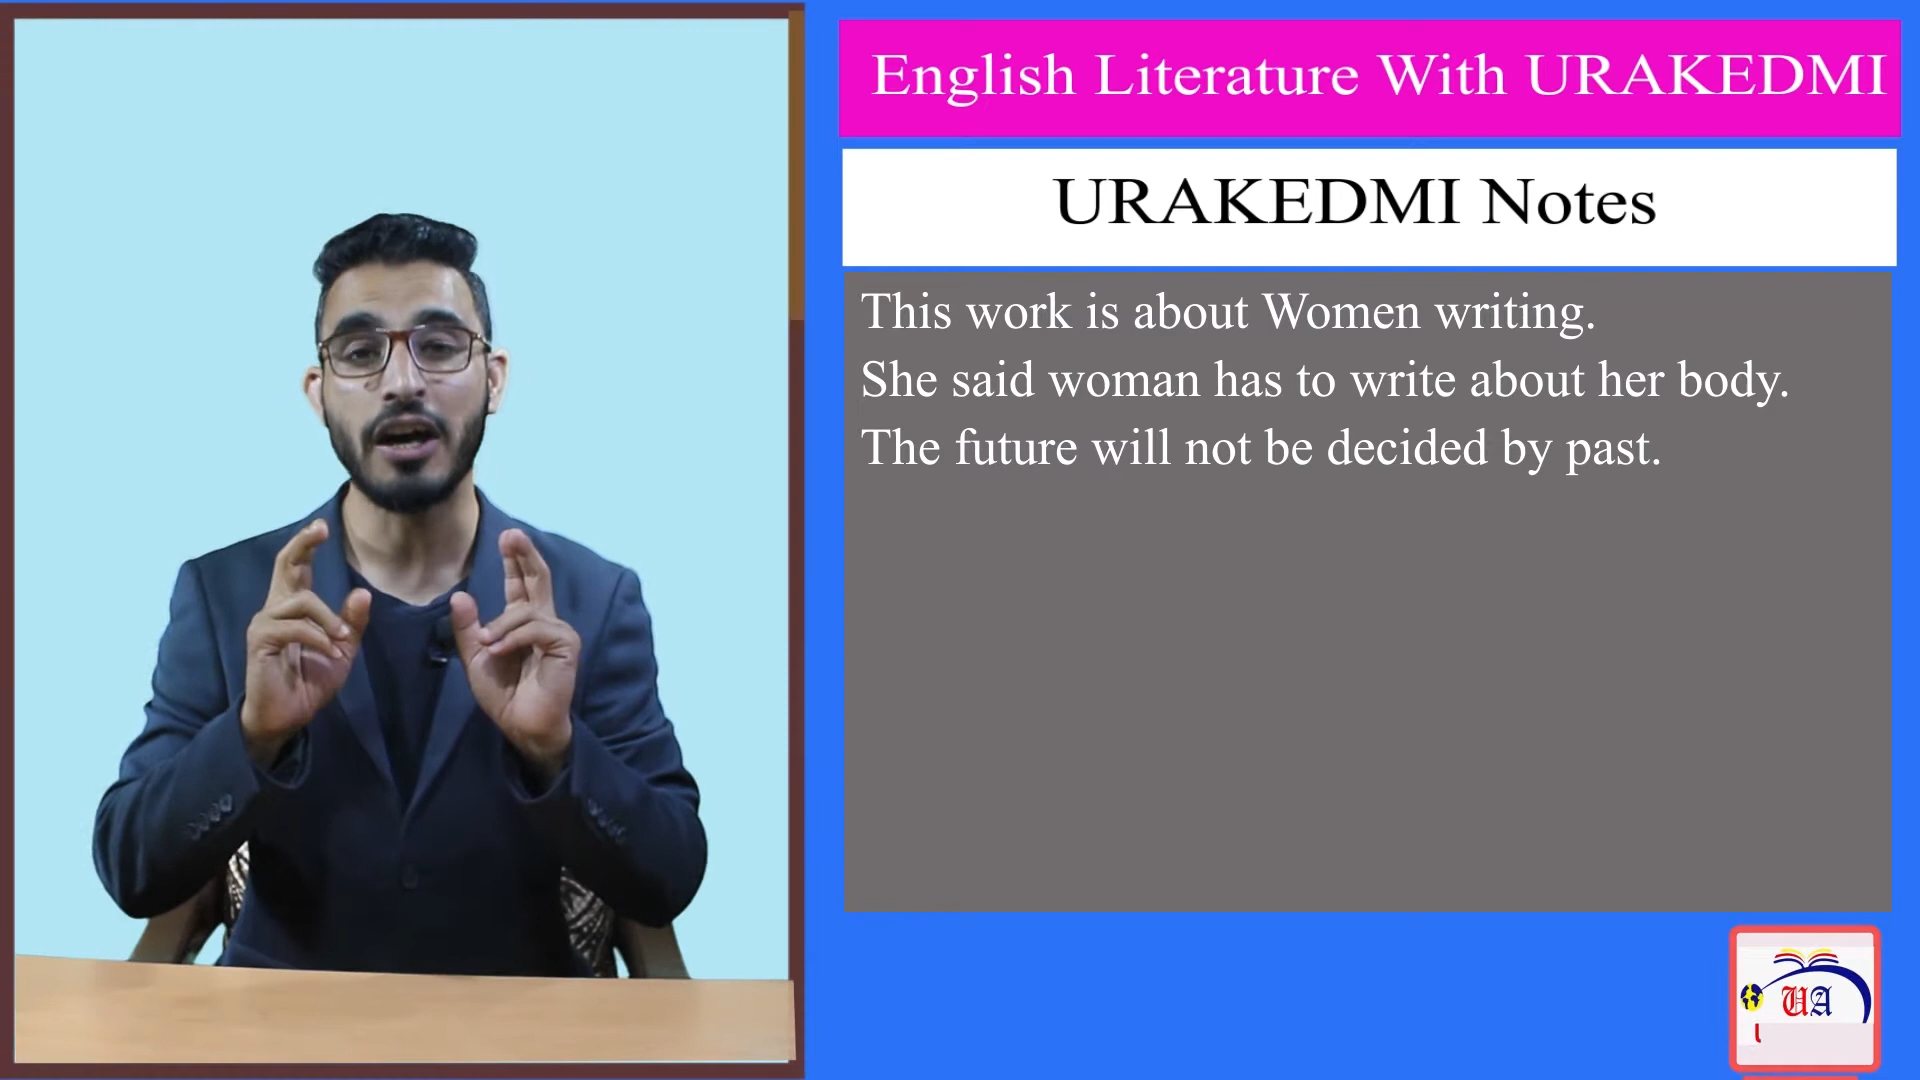 English Literature With URAKEDMI
URAKEDMI Notes
This work is about Women writing.
She said woman has to write about her body.
The future will not be decided by past.
UA